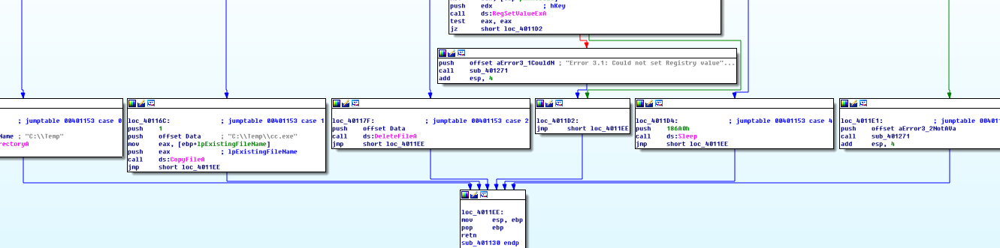 push edx ; hKey
call ds:RegSetValueExA
test eax, eax
jz short loc_4011D2
push offset aError3_1CouldN ; "Error 3.1: Could not set Registry value"...
call sub_401271
add esp, 4
; jumptable 00401153 case 0
Name ; "C:\\Temp"
rectoryA
loc_40116C: ; jumptable 00401153 case 1
push 1
push offset Data ; "C:\\Temp\\cc.exe"
mov eax, [ebp+lpExistingFileName]
push eax ; lpExistingFileName
call ds:CopyFileA
jmp short loc_4011EE
loc_40117F: ; jumptable 00401153 case 2
push offset Data
call ds:DeleteFileA
jmp short loc_4011EE
loc_4011D2:
jmp short loc_4011EE
loc_4011D4: ; jumptable 00401153 case 4
push 186A0h
call ds:Sleep
jmp short loc_4011EE
loc_4011E1: ; jumptable 004011
push offset aError3_2NotAVa
call sub_401271
add esp, 4
loc_4011EE:
mov esp, ebp
pop ebp
retn
sub_401130 endp